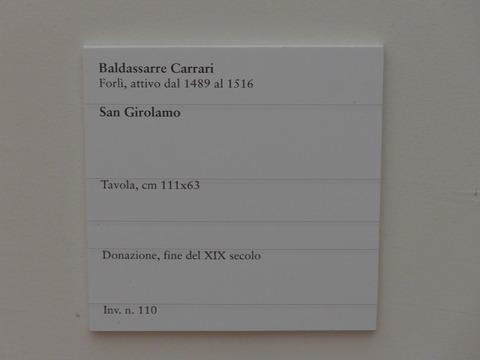 Baldassarre Carrari
Forlì, attivo dal 1489 al 1516
San Girolamo
Tavola, cm 111x63
Donazione, fine del XIX secolo
Inv. n. 110